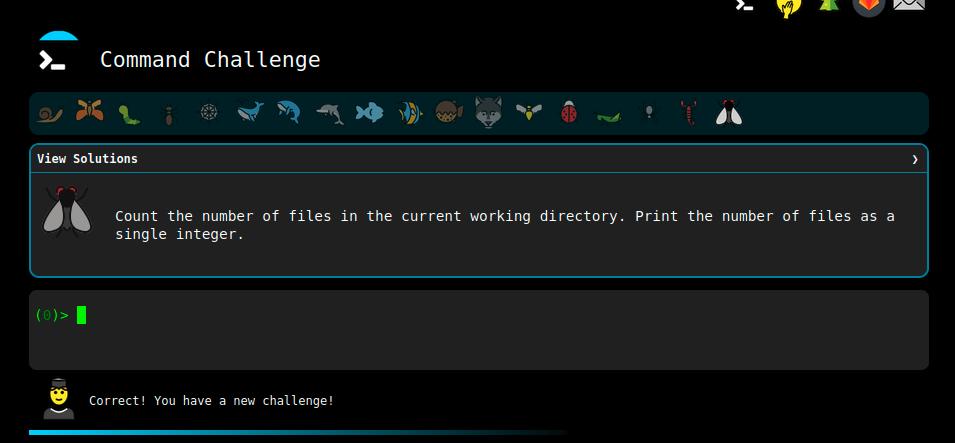 Command Challenge
View Solutions
Count the number of files in the current working directory. Print the number of files as a
single integer.
(0)>
Correct! You have a new challenge!